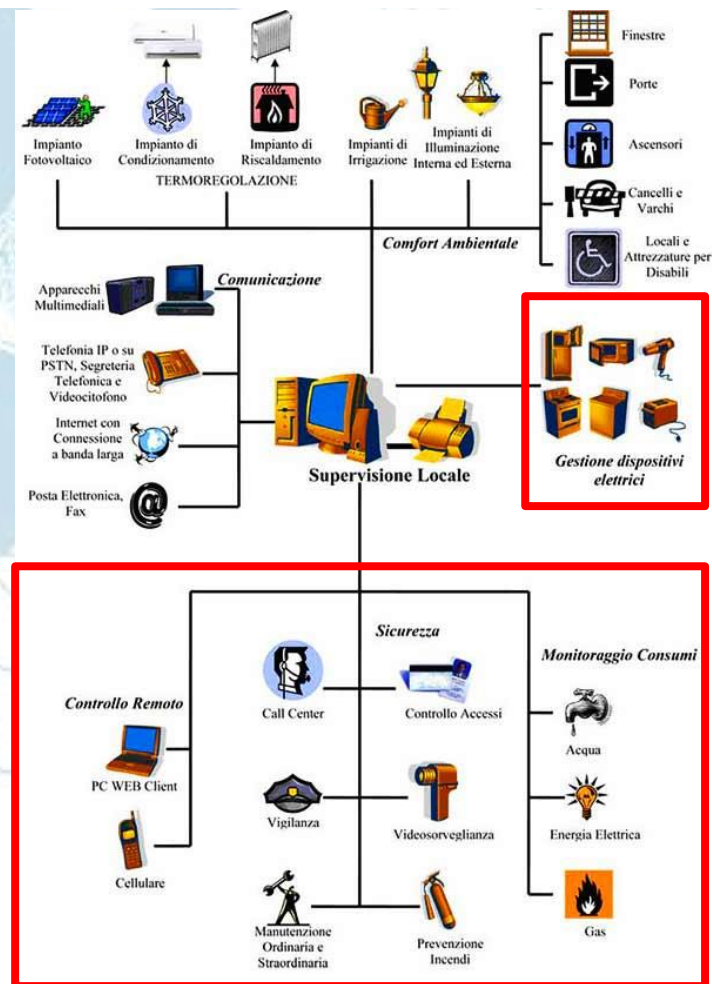 Finestre
Porte
Ascensori
Cancelli e
Varchi
Locali e
Attrezzature per
Disabili
Impianto
Fotovoltaico
Impianto di
Condizionamento
Impianto di
Riscaldamento
TERMOREGOLAZIONE
Impianti di
Irrigazione
Impianti di
Illuminazione
Interna ed Esterna
Comfort Ambientale
Comunicazione
Apparecchi
Multimediali
Telefonia IP o su
PSTN, Segreteria
Telefonica e
Videocitofono
Internet con
Connessione
a banda larga
Posta Elettronica,
Fax
@
Supervisione Locale
Gestione dispositivi
elettrici
Sicurezza
Monitoraggio Consumi
Controllo Remoto
Call Center
Controllo Accessi
Acqua
PC WEB Client
Vigilanza
Videosorveglianza
Energia Elettrica
Cellulare
Manutenzione
Ordinaria e
Straordinaria
Prevenzione
Incendi
Gas